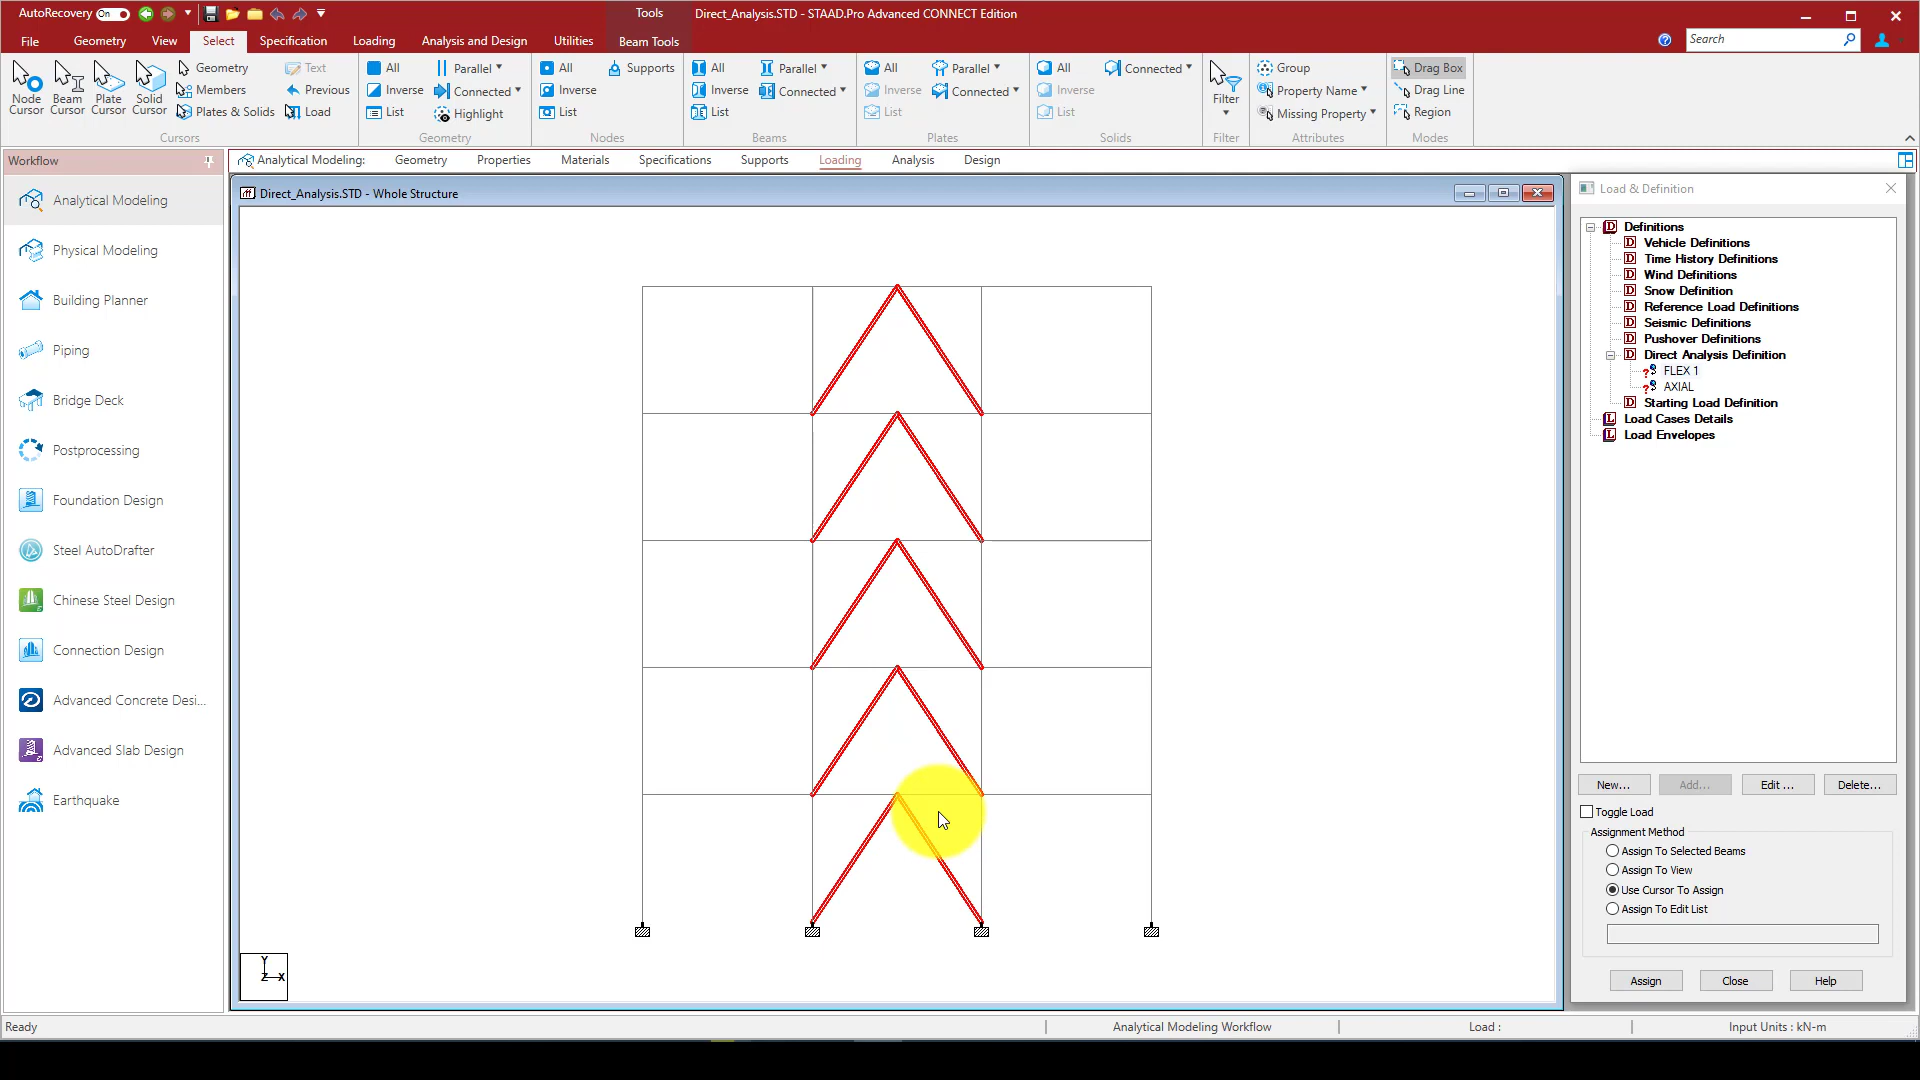 AutoRecovery On
Tools
Direct_Analysis.STD - STAAD.Pro Advanced CONNECT Edition
File
Geometry
View
Select
Specification
Loading
Analysis and Design
Utilities
Beam Tools
Search
Node Cursor
Beam Cursor
Plate Cursor
Solid Cursor
Geometry
Members
Plates & Solids
Text
Previous
Load
Cursors
All
Inverse
List
Parallel
Connected
Highlight
Geometry
All
Inverse
List
Supports
Nodes
All
Inverse
List
Parallel
Connected
Beams
All
Inverse
List
Parallel
Connected
Plates
All
Inverse
List
Connected
Solids
Filter
Filter
Group
Property Name
Missing Property
Attributes
Drag Box
Drag Line
Region
Modes
Workflow
Analytical Modeling
Physical Modeling
Building Planner
Piping
Bridge Deck
Postprocessing
Foundation Design
Steel AutoDrafter
Chinese Steel Design
Connection Design
Advanced Concrete Desi...
Advanced Slab Design
Earthquake
Analytical Modeling:
Geometry
Properties
Materials
Specifications
Supports
Loading
Analysis
Design
Direct_Analysis.STD - Whole Structure
Y
Z X
Load & Definition
Definitions
Vehicle Definitions
Time History Definitions
Wind Definitions
Snow Definition
Reference Load Definitions
Seismic Definitions
Pushover Definitions
Direct Analysis Definition
FLEX 1
AXIAL
Starting Load Definition
Load Cases Details
Load Envelopes
New...
Add...
Edit ...
Delete...
Toggle Load
Assignment Method
Assign To Selected Beams
Assign To View
Use Cursor To Assign
Assign To Edit List
Assign
Close
Help
Ready
Analytical Modeling Workflow
Load :
Input Units : kN-m